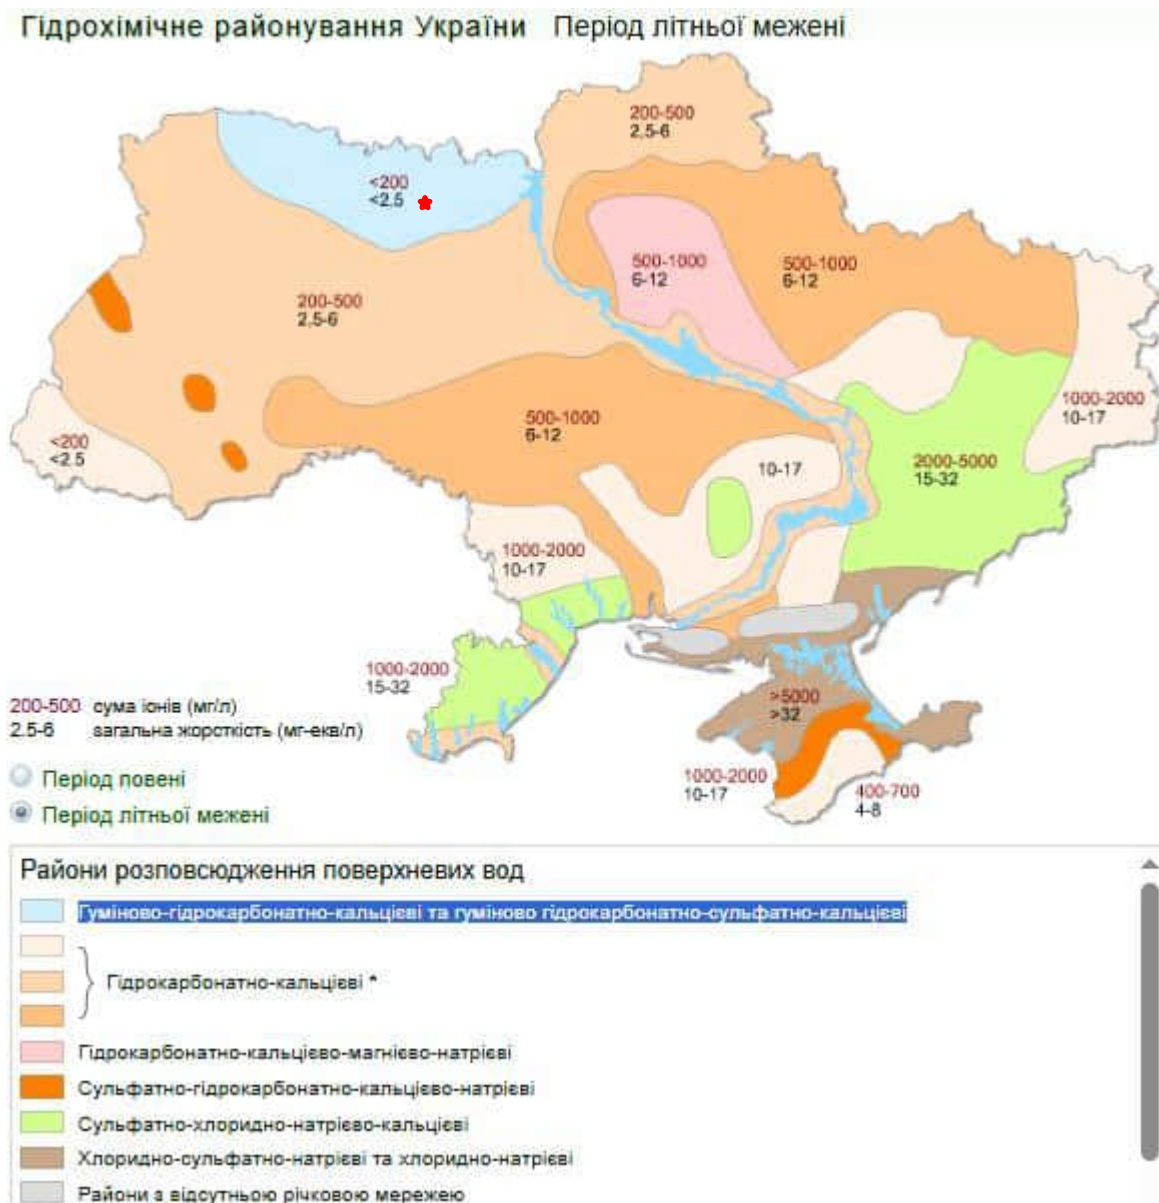 Гідрохімічне районування України Період літньої межені
200-500
2,5-6
<200
<2.5
500-1000
6-12
500-1000
6-12
200-500
2,5-6
1000-2000
10-17
500-1000
6-12
<200
<2.5
10-17
2000-5000
15-32
1000-2000
10-17
1000-2000
15-32
>5000
>32
1000-2000
10-17
400-700
4-8
200-500 сума іонів (мг/л)
2.5-6 загальна жорсткість (мг-екв/л)
Період повені
Період літньої межені
Райони розповсюдження поверхневих вод
Гуміново-гідрокарбонатно-кальцієві та гуміново гідрокарбонатно-сульфатно-кальцієві
Гідрокарбонатно-кальцієві *
Гідрокарбонатно-кальцієво-магнієво-натрієві
Сульфатно-гідрокарбонатно-кальцієво-натрієві
Сульфатно-хлоридно-натрієво-кальцієві
Хлоридно-сульфатно-натрієві та хлоридно-натрієві
Райони з відсутньою річковою мережею